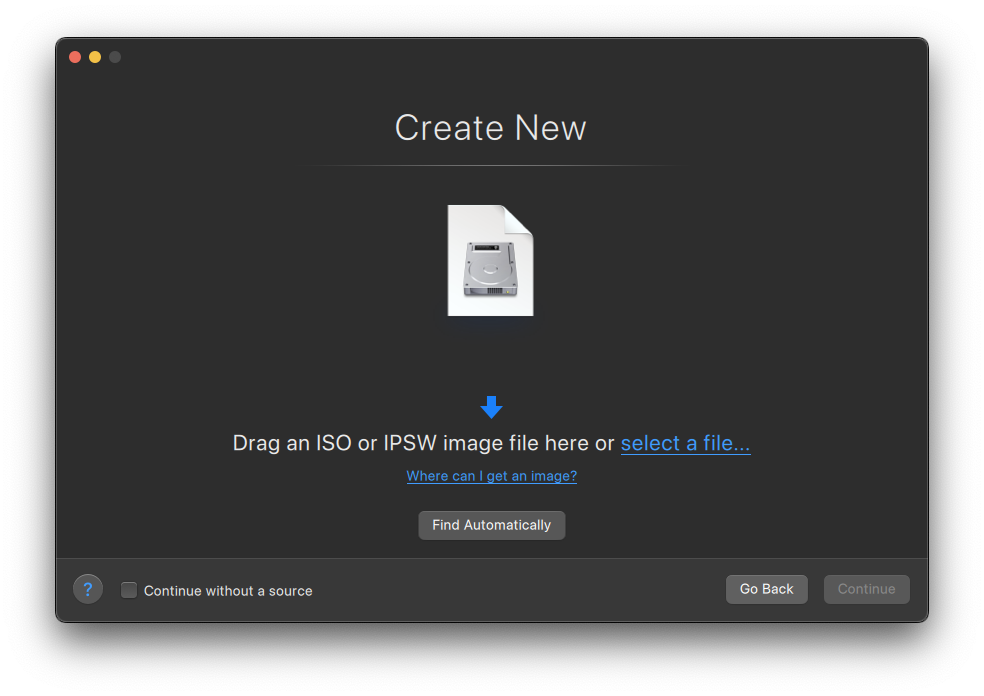 Create New
Drag an ISO or IPSW image file here or select a file...
Where can I get an image?
Find Automatically
?
Continue without a source
Go Back
Continue